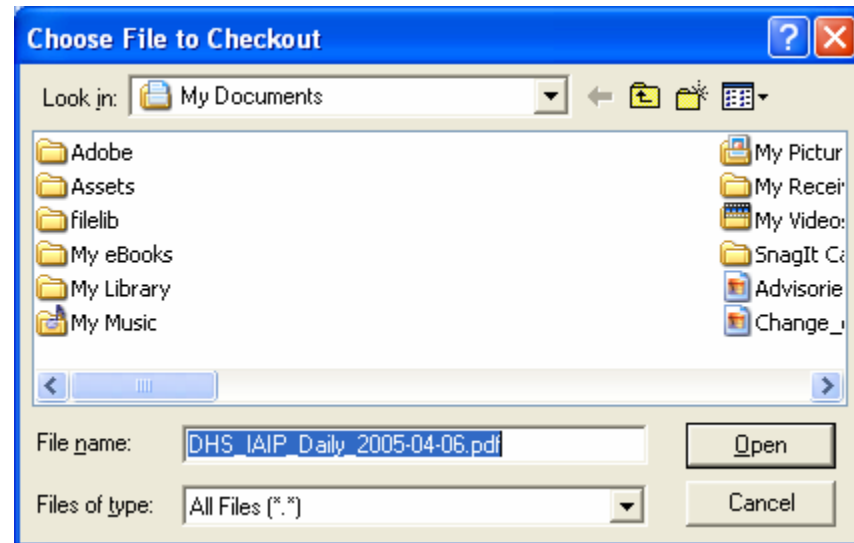 Choose File to Checkout
Look in: My Documents
Adobe
Assets
filelib
My eBooks
My Library
My Music
My Pictur
My Recei
My Video
SnagIt Ca
Advisorie
Change_
File name: DHS_IAIP_Daily_2005-04-06.pdf Open
Files of type: All Files (*.*) Cancel